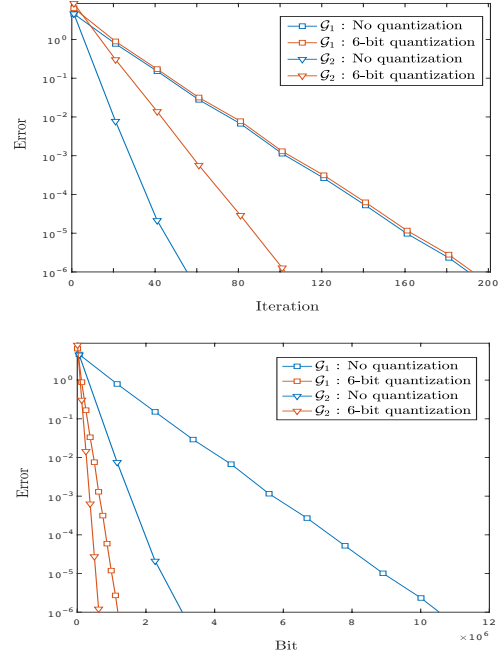 10^0
10^-1
10^-2
10^-3
10^-4
10^-5
10^-6
Error
𝒢1 : No quantization
𝒢1 : 6-bit quantization
𝒢2 : No quantization
𝒢2 : 6-bit quantization
0 40 80 120 160 200
Iteration
10^0
10^-1
10^-2
10^-3
10^-4
10^-5
10^-6
Error
𝒢1 : No quantization
𝒢1 : 6-bit quantization
𝒢2 : No quantization
𝒢2 : 6-bit quantization
0 2 4 6 8 10 12
×10^6
Bit